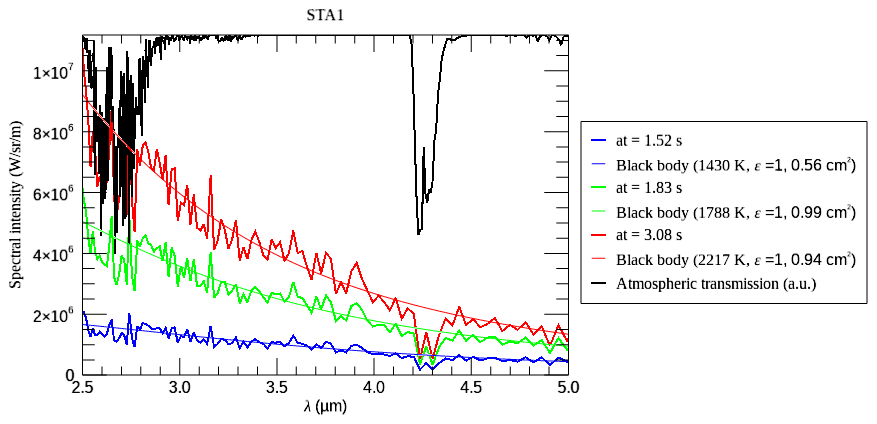 STA1
Spectral intensity (W/sr/m)
1×10⁷
8×10⁶
6×10⁶
4×10⁶
2×10⁶
0
2.5 3.0 3.5 4.0 4.5 5.0
λ (μm)
at = 1.52 s
Black body (1430 K, ε =1, 0.56 cm²)
at = 1.83 s
Black body (1788 K, ε =1, 0.99 cm²)
at = 3.08 s
Black body (2217 K, ε =1, 0.94 cm²)
Atmospheric transmission (a.u.)